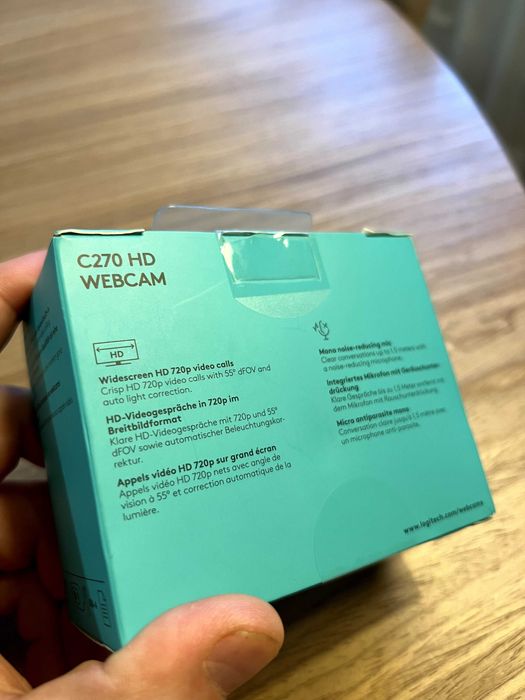 C270 HD
WEBCAM
HD
Widescreen HD 720p video calls
Crisp HD 720p video calls with 55° dFOV and
auto light correction.
HD-Videogespräche in 720p im
Breitbildformat
Klare HD-Videogespräche mit 720p und 55°
dFOV sowie automatischer Beleuchtungskor-
rektur.
Appels vidéo HD 720p sur grand écran
Appels vidéo HD 720p nets avec angle de
vision à 55° et correction automatique de la
lumière.
Mono noise-reducing mic
Clear conversations up to 1.5 meters with
a noise-reducing microphone.
Integriertes Mikrofon mit Geräuschunter-
drückung
Klare Gespräche bis zu 1,5 Meter entfernt mit
dem Mikrofon mit Rauschunterdrückung.
Micro antiparasite mono
Conversation claire jusqu'à 1,5 mètre avec
un microphone anti-parasite.
www.logitech.com/webcams